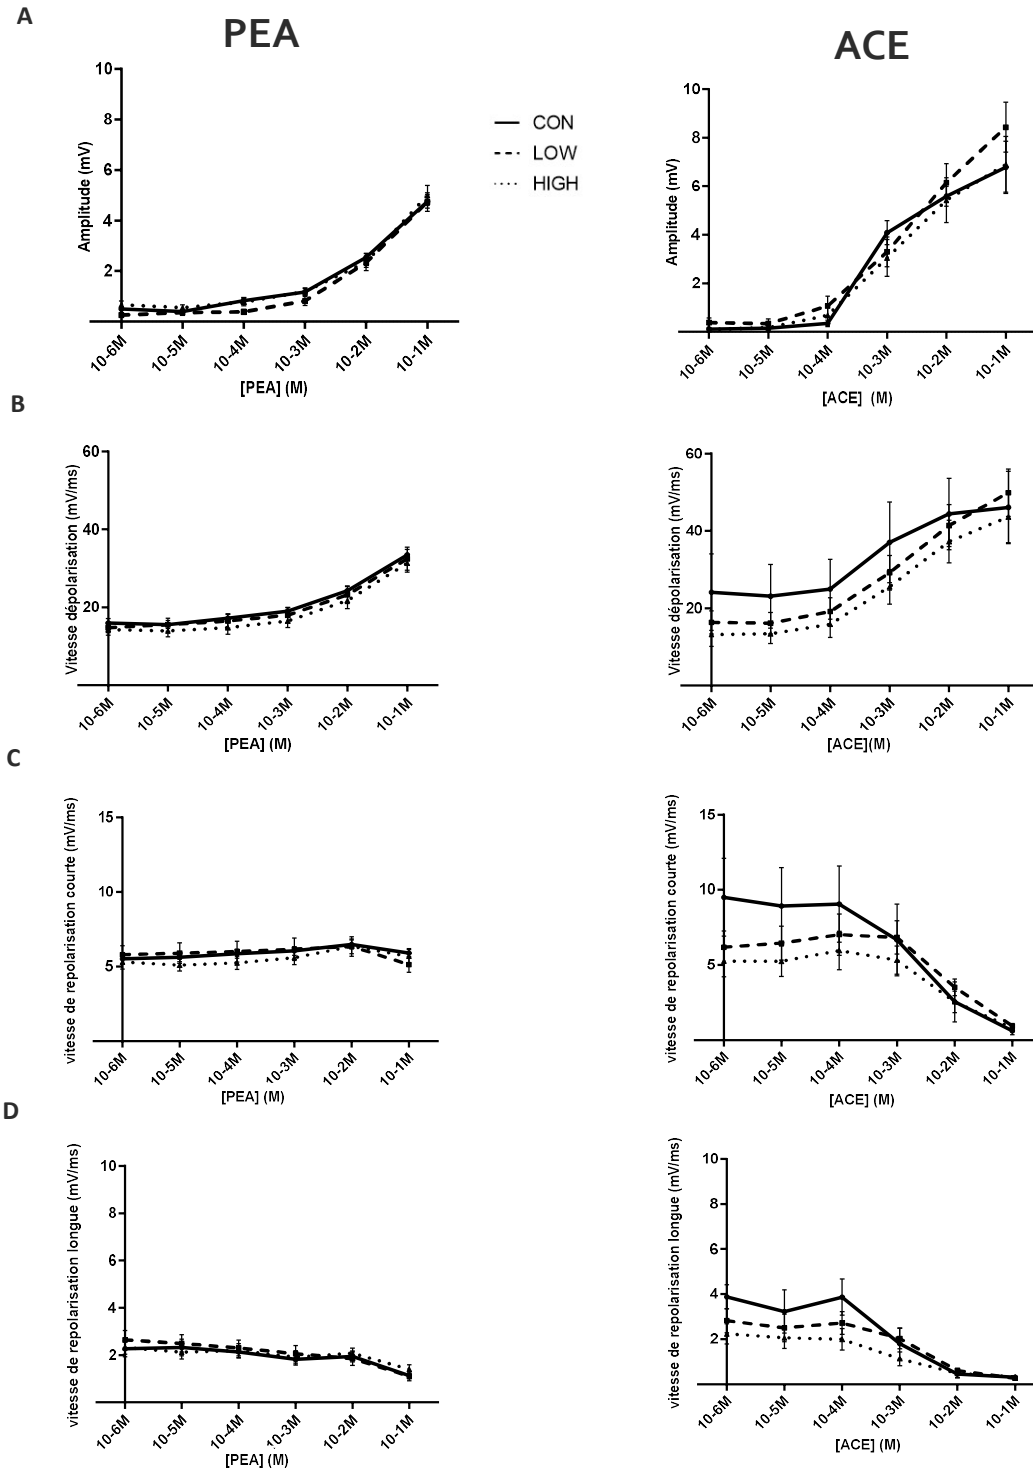 A
PEA
ACE
CON
LOW
HIGH
Amplitude (mV)
10
8
6
4
2
10-6M
10-5M
10-4M
10-3M
10-2M
10-1M
[PEA] (M)
Amplitude (mV)
10
8
6
4
2
10-6M
10-5M
10-4M
10-3M
10-2M
10-1M
[ACE] (M)
B
Vitesse dépolarisation (mV/ms)
60
40
20
10-6M
10-5M
10-4M
10-3M
10-2M
10-1M
[PEA] (M)
Vitesse dépolarisation (mV/ms)
60
40
20
10-6M
10-5M
10-4M
10-3M
10-2M
10-1M
[ACE](M)
C
vitesse de repolarisation courte (mV/ms)
15
10
5
10-6M
10-5M
10-4M
10-3M
10-2M
10-1M
[PEA] (M)
vitesse de repolarisation courte (mV/ms)
15
10
5
10-6M
10-5M
10-4M
10-3M
10-2M
10-1M
[ACE] (M)
D
vitesse de repolarisation longue (mV/ms)
10
8
6
4
2
10-6M
10-5M
10-4M
10-3M
10-2M
10-1M
[PEA] (M)
vitesse de repolarisation longue (mV/ms)
10
8
6
4
2
10-6M
10-5M
10-4M
10-3M
10-2M
10-1M
[ACE] (M)